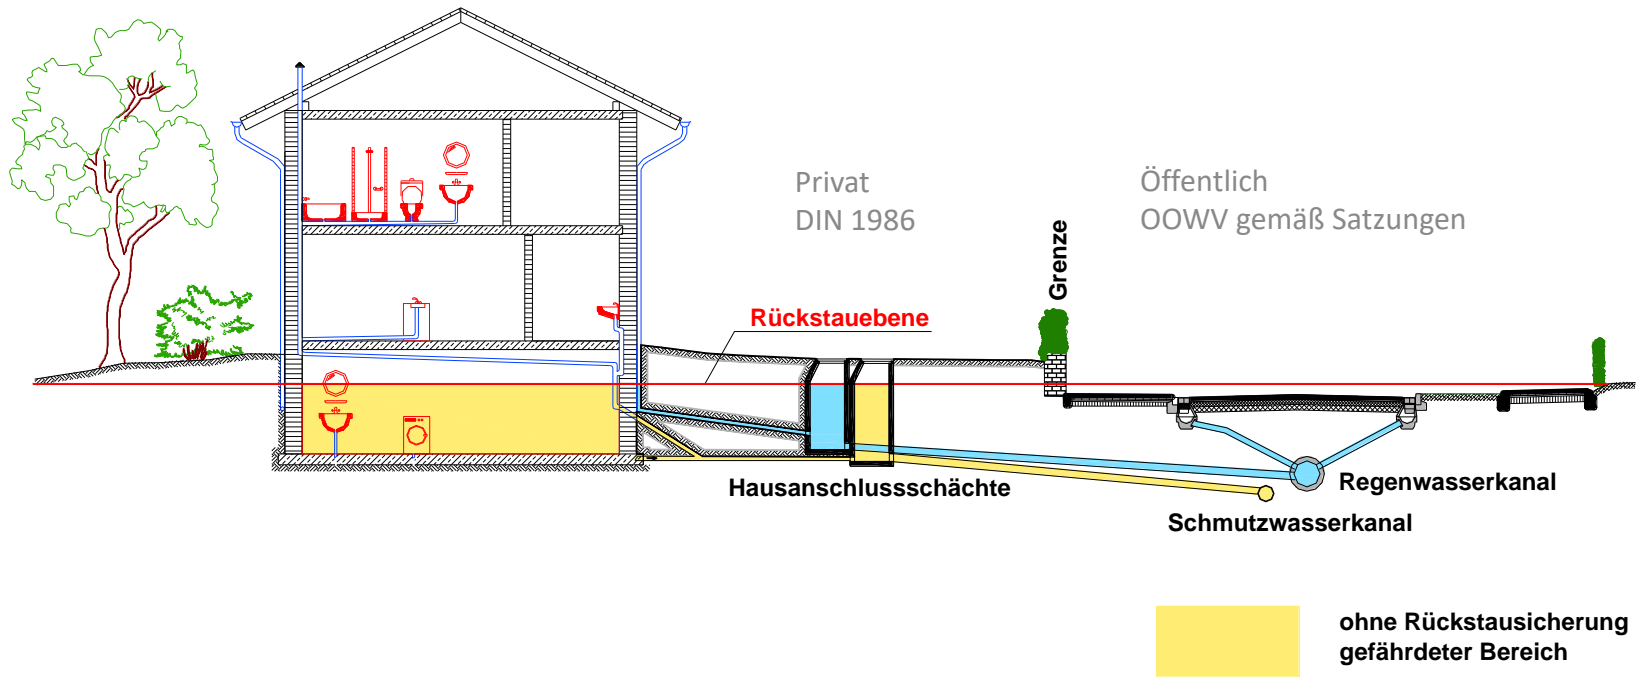 Privat
DIN 1986
Öffentlich
OOWV gemäß Satzungen
Grenze
Rückstauebene
Hausanschlussschächte
Regenwasserkanal
Schmutzwasserkanal
ohne Rückstausicherung
gefährdeter Bereich